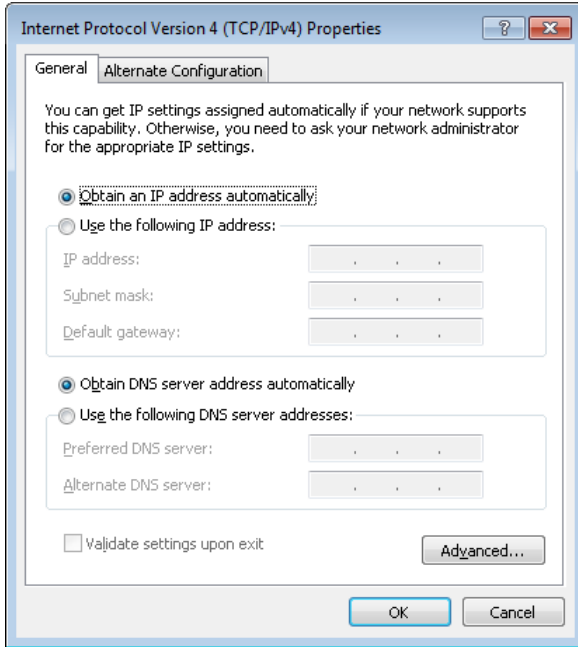 Internet Protocol Version 4 (TCP/IPv4) Properties
General
Alternate Configuration
You can get IP settings assigned automatically if your network supports
this capability. Otherwise, you need to ask your network administrator
for the appropriate IP settings.
Obtain an IP address automatically
Use the following IP address:
IP address:
Subnet mask:
Default gateway:
Obtain DNS server address automatically
Use the following DNS server addresses:
Preferred DNS server:
Alternate DNS server:
Validate settings upon exit
Advanced...
OK
Cancel